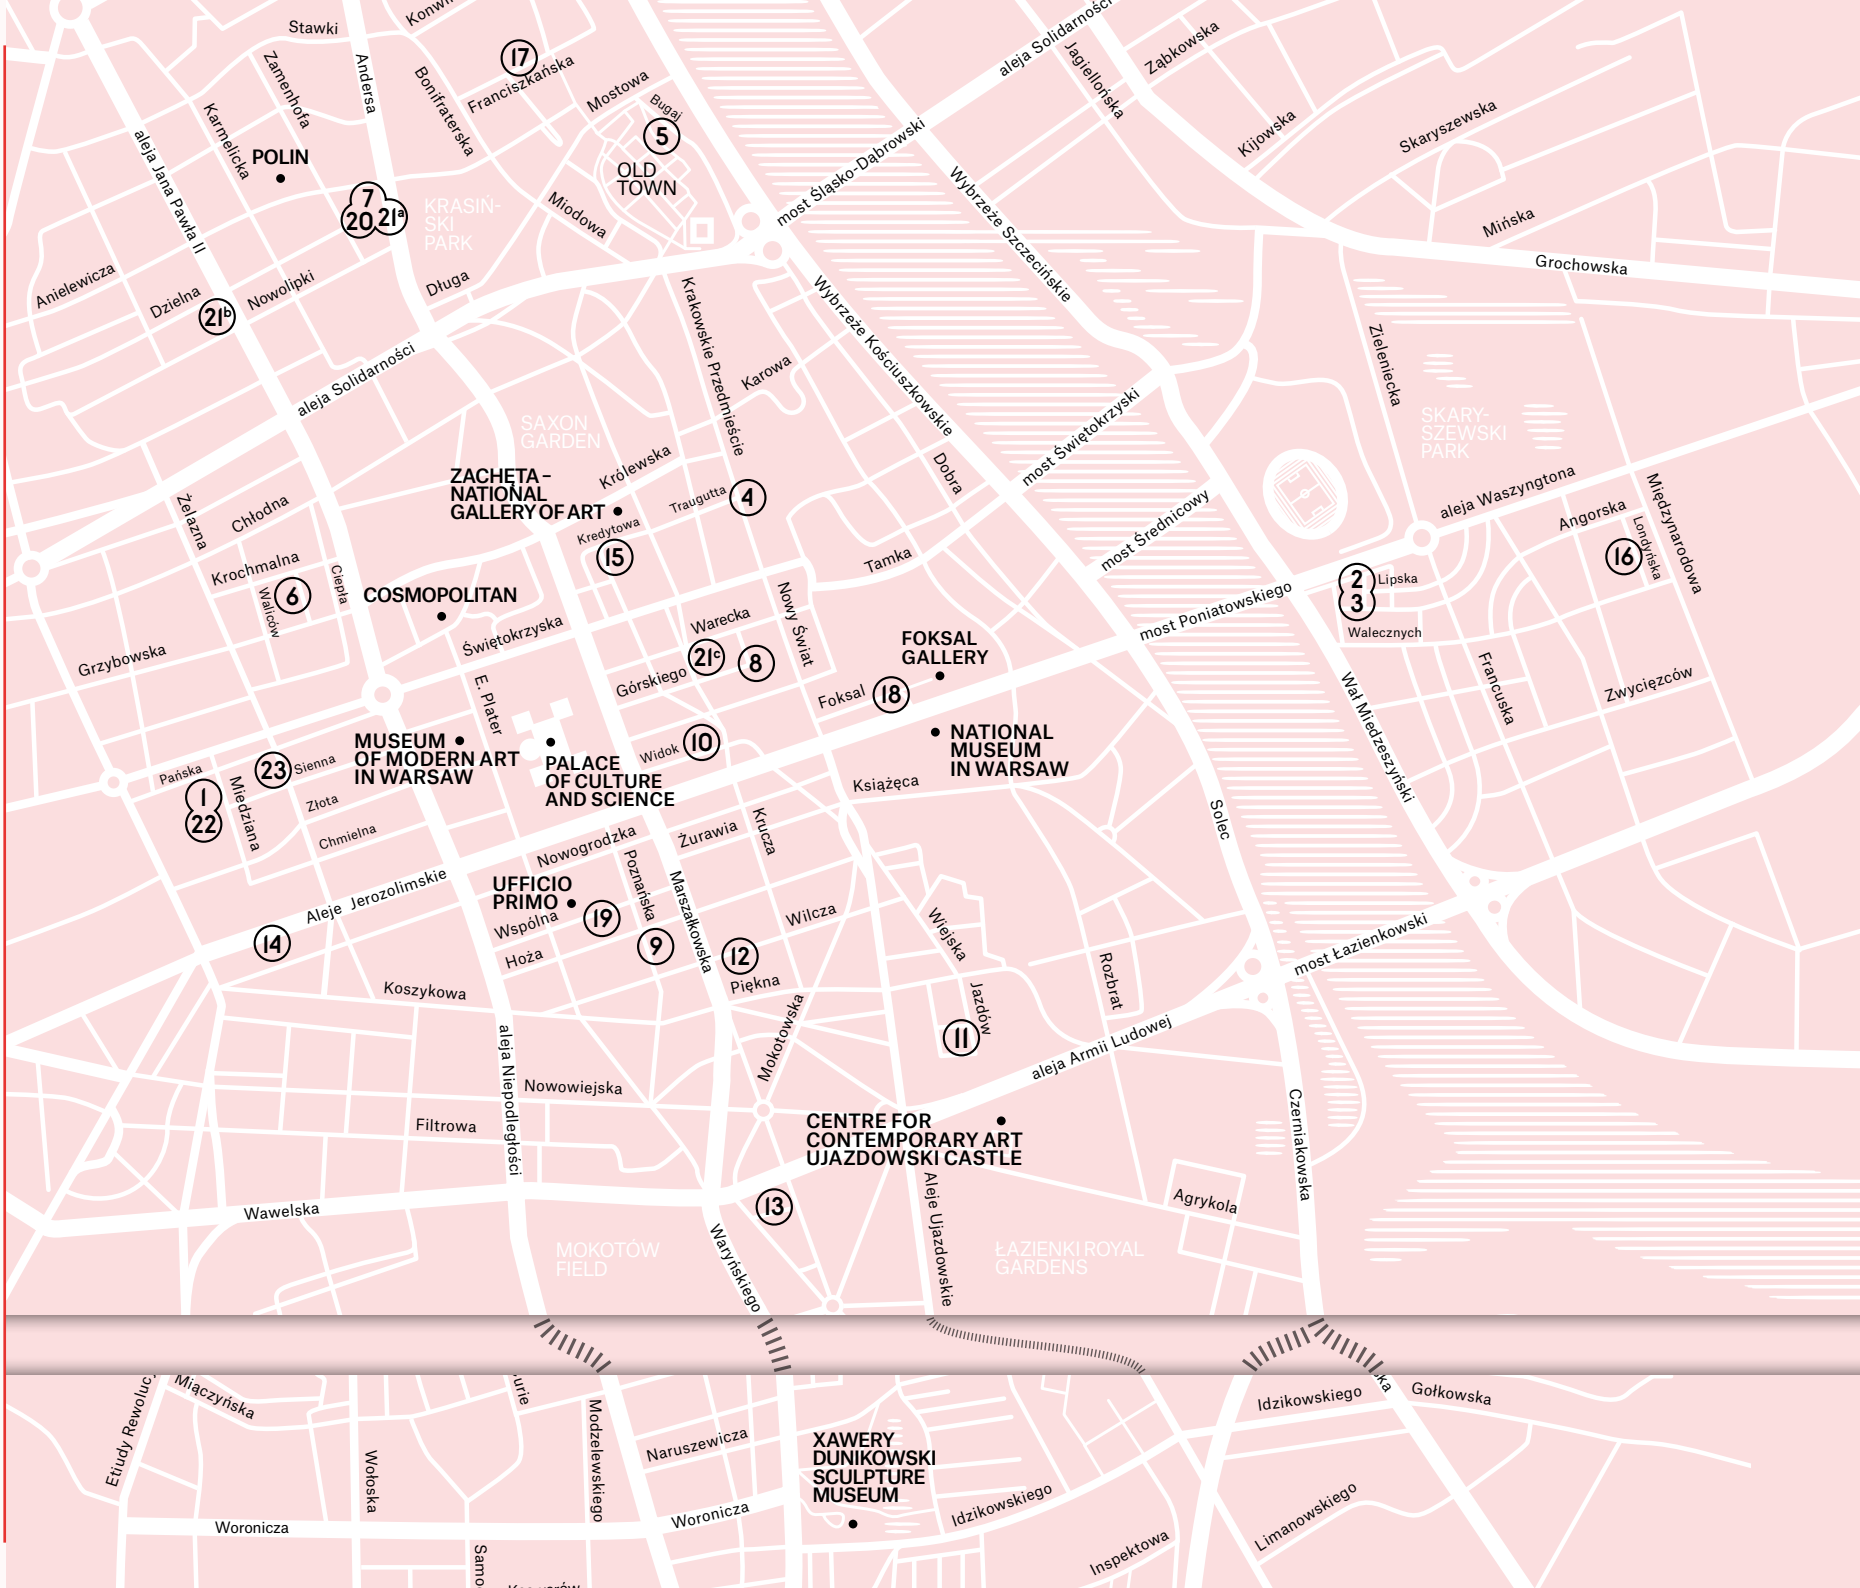 Stawki
Konwi
Zamenhofa
Andersa
Bonifraterska
17
Franciszkańska
Mostowa
Bugaj
5
OLD
TOWN
aleja Solidarności
Jagiellońska
Ząbkowska
Kijowska
Skaryszewska
Mińska
Grochowska
Karmelicka
POLIN
aleja Jana Pawła II
7
20
21a
KRASIŃ-
SKI
PARK
Miodowa
most Śląsko-Dąbrowski
Wybrzeże Szczecińskie
Anielewicza
Dzielna
21b
Nowolipki
Długa
Krakowskie Przedmieście
Wybrzeże Kościuszkowskie
Karowa
aleja Solidarności
Zieleniecka
SAXON
GARDEN
SKARY-
SZEWSKI
PARK
most Świętokrzyski
Dobra
ZACHĘTA –
NATIONAL
GALLERY OF ART
Królewska
Traugutta
4
Kredytowa
15
Żelazna
Chłodna
Krochmalna
Waliców
6
Ciepła
COSMOPOLITAN
Tamka
most Średnicowy
aleja Waszyngtona
Angorska
Londyńska
16
Międzynarodowa
2
3
Lipska
Walecznych
most Poniatowskiego
Świętokrzyska
Warecka
21c
8
Nowy Świat
Górskiego
Grzybowska
E. Plater
Foksal
18
FOKSAL
GALLERY
Francuska
Zwycięzców
Wał Miedzeszyński
Pańska
23
Sienna
1
22
Miedziana
Złota
Chmielna
MUSEUM
OF MODERN ART
IN WARSAW
PALACE
OF CULTURE
AND SCIENCE
Widok
10
NATIONAL
MUSEUM
IN WARSAW
Książęca
Solec
Nowogrodzka
Żurawia
Krucza
Poznańska
Marszałkowska
UFFICIO
PRIMO
Wspólna
19
9
12
Wilcza
Aleje Jerozolimskie
14
Hoża
Piękna
Wiejska
Jazdów
11
Rozbrat
most Łazienkowski
Koszykowa
aleja Niepodległości
Mokotowska
aleja Armii Ludowej
Nowowiejska
Filtrowa
CENTRE FOR
CONTEMPORARY ART
UJAZDOWSKI CASTLE
Czerniakowska
Wawelska
13
Aleje Ujazdowskie
Agrykola
MOKOTÓW
FIELD
Waryńskiego
ŁAZIENKI ROYAL
GARDENS
Etiudy Rewoluc
Miączyńska
urie
Wołoska
Modzelewskiego
Naruszewicza
XAWERY
DUNIKOWSKI
SCULPTURE
MUSEUM
Idzikowskiego
ka
Gołkowska
Woronicza
Woronicza
Idzikowskiego
Inspektowa
Limanowskiego
Samo